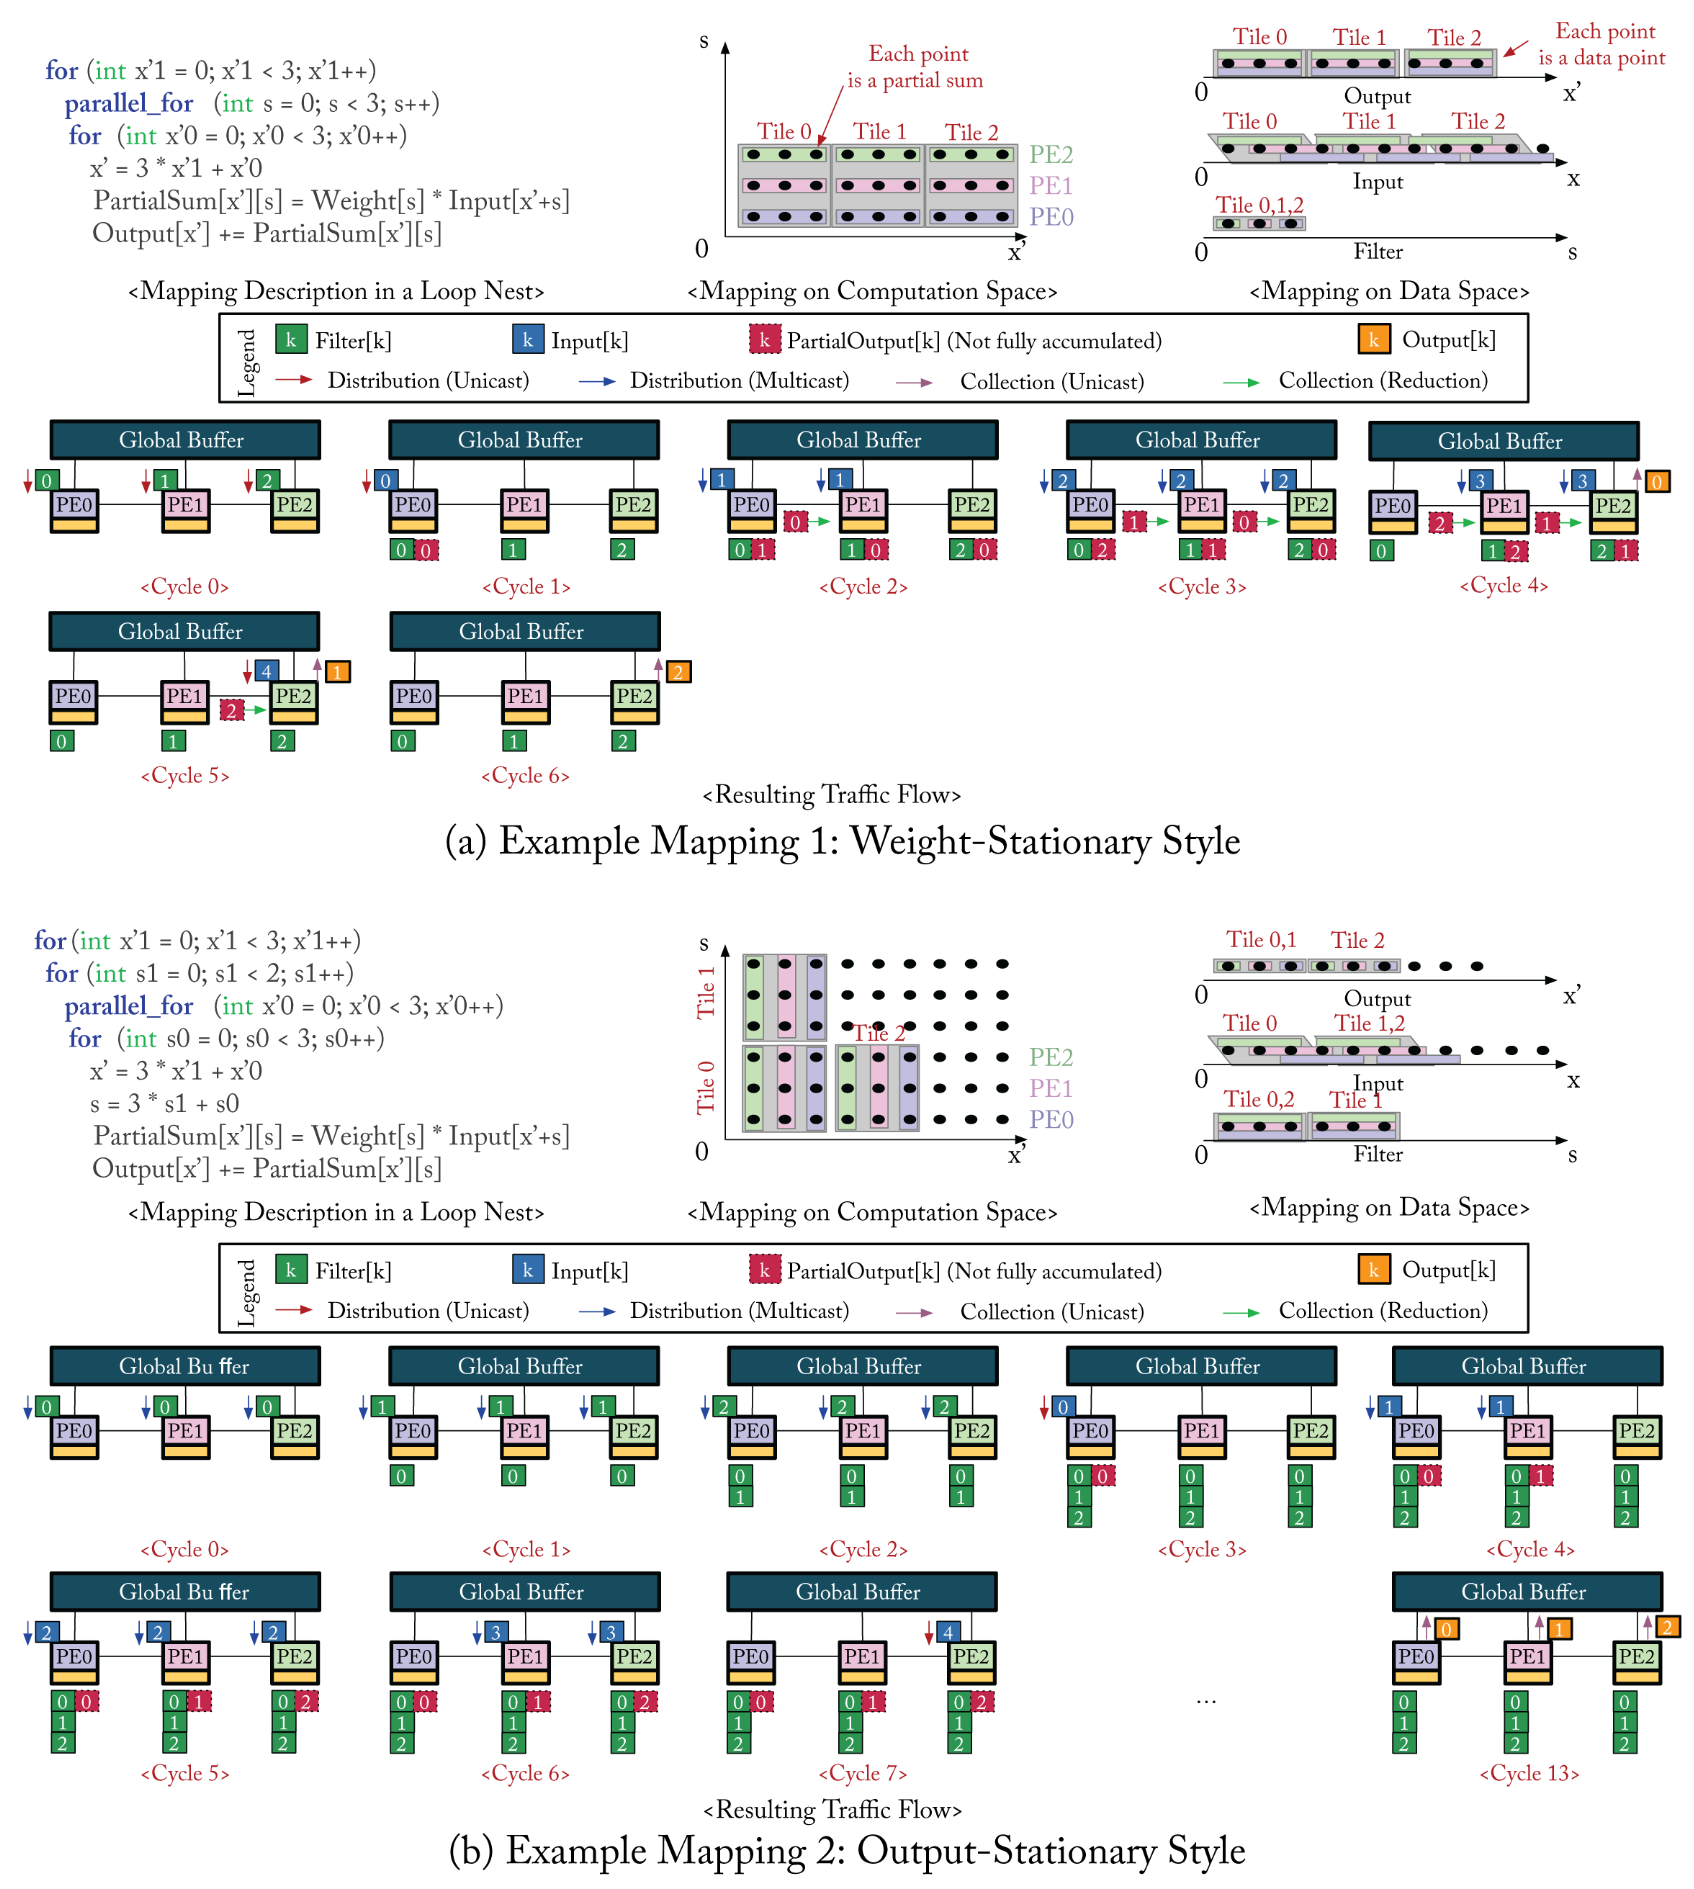 for (int x'1 = 0; x'1 < 3; x'1++)
parallel_for (int s = 0; s < 3; s++)
for (int x'0 = 0; x'0 < 3; x'0++)
x' = 3 * x'1 + x'0
PartialSum[x'][s] = Weight[s] * Input[x'+s]
Output[x'] += PartialSum[x'][s]
<Mapping Description in a Loop Nest>
s
Each point
is a partial sum
Tile 0 Tile 1 Tile 2
PE2
PE1
PE0
0
x'
<Mapping on Computation Space>
Tile 0 Tile 1 Tile 2
Each point
is a data point
0 Output x'
Tile 0 Tile 1 Tile 2
0 Input x
Tile 0,1,2
0 Filter s
<Mapping on Data Space>
Legend
k Filter[k] k Input[k] k PartialOutput[k] (Not fully accumulated) k Output[k]
Distribution (Unicast) Distribution (Multicast) Collection (Unicast) Collection (Reduction)
Global Buffer
0 1 2
PE0 PE1 PE2
<Cycle 0>
Global Buffer
0
PE0 PE1 PE2
0 0 1 2
<Cycle 1>
Global Buffer
1 1
PE0 PE1 PE2
0
0 1 1 0 2 0
<Cycle 2>
Global Buffer
2 2 2
PE0 PE1 PE2
1 0
0 2 1 1 2 0
<Cycle 3>
Global Buffer
3 3 0
PE0 PE1 PE2
2 1
0 1 2 2 1
<Cycle 4>
Global Buffer
4 1
PE0 PE1 PE2
2
0 1 2
<Cycle 5>
Global Buffer
2
PE0 PE1 PE2
0 1 2
<Cycle 6>
<Resulting Traffic Flow>
(a) Example Mapping 1: Weight-Stationary Style
for (int x'1 = 0; x'1 < 3; x'1++)
for (int s1 = 0; s1 < 2; s1++)
parallel_for (int x'0 = 0; x'0 < 3; x'0++)
for (int s0 = 0; s0 < 3; s0++)
x' = 3 * x'1 + x'0
s = 3 * s1 + s0
PartialSum[x'][s] = Weight[s] * Input[x'+s]
Output[x'] += PartialSum[x'][s]
<Mapping Description in a Loop Nest>
s
Tile 1
Tile 2
Tile 0
PE2
PE1
PE0
0
x'
<Mapping on Computation Space>
Tile 0,1 Tile 2
0 Output x'
Tile 0 Tile 1,2
0 Input x
Tile 0,2 Tile 1
0 Filter s
<Mapping on Data Space>
Legend
k Filter[k] k Input[k] k PartialOutput[k] (Not fully accumulated) k Output[k]
Distribution (Unicast) Distribution (Multicast) Collection (Unicast) Collection (Reduction)
Global Buffer
0 0 0
PE0 PE1 PE2
<Cycle 0>
Global Buffer
1 1 1
PE0 PE1 PE2
0 0 0
<Cycle 1>
Global Buffer
2 2 2
PE0 PE1 PE2
0 0 0
1 1 1
<Cycle 2>
Global Buffer
0
PE0 PE1 PE2
0 0 0 0
1 1 1
2 2 2
<Cycle 3>
Global Buffer
1 1
PE0 PE1 PE2
0 0 0 1 0
1 1 1
2 2 2
<Cycle 4>
Global Buffer
2 2 2
PE0 PE1 PE2
0 0 0 1 0 2
1 1 1
2 2 2
<Cycle 5>
Global Buffer
3 3
PE0 PE1 PE2
0 0 0 1 0 2
1 1 1
2 2 2
<Cycle 6>
Global Buffer
4
PE0 PE1 PE2
0 0 0 1 0 2
1 1 1
2 2 2
<Cycle 7>
...
Global Buffer
0 1 2
PE0 PE1 PE2
0 0 0
1 1 1
2 2 2
<Cycle 13>
<Resulting Traffic Flow>
(b) Example Mapping 2: Output-Stationary Style